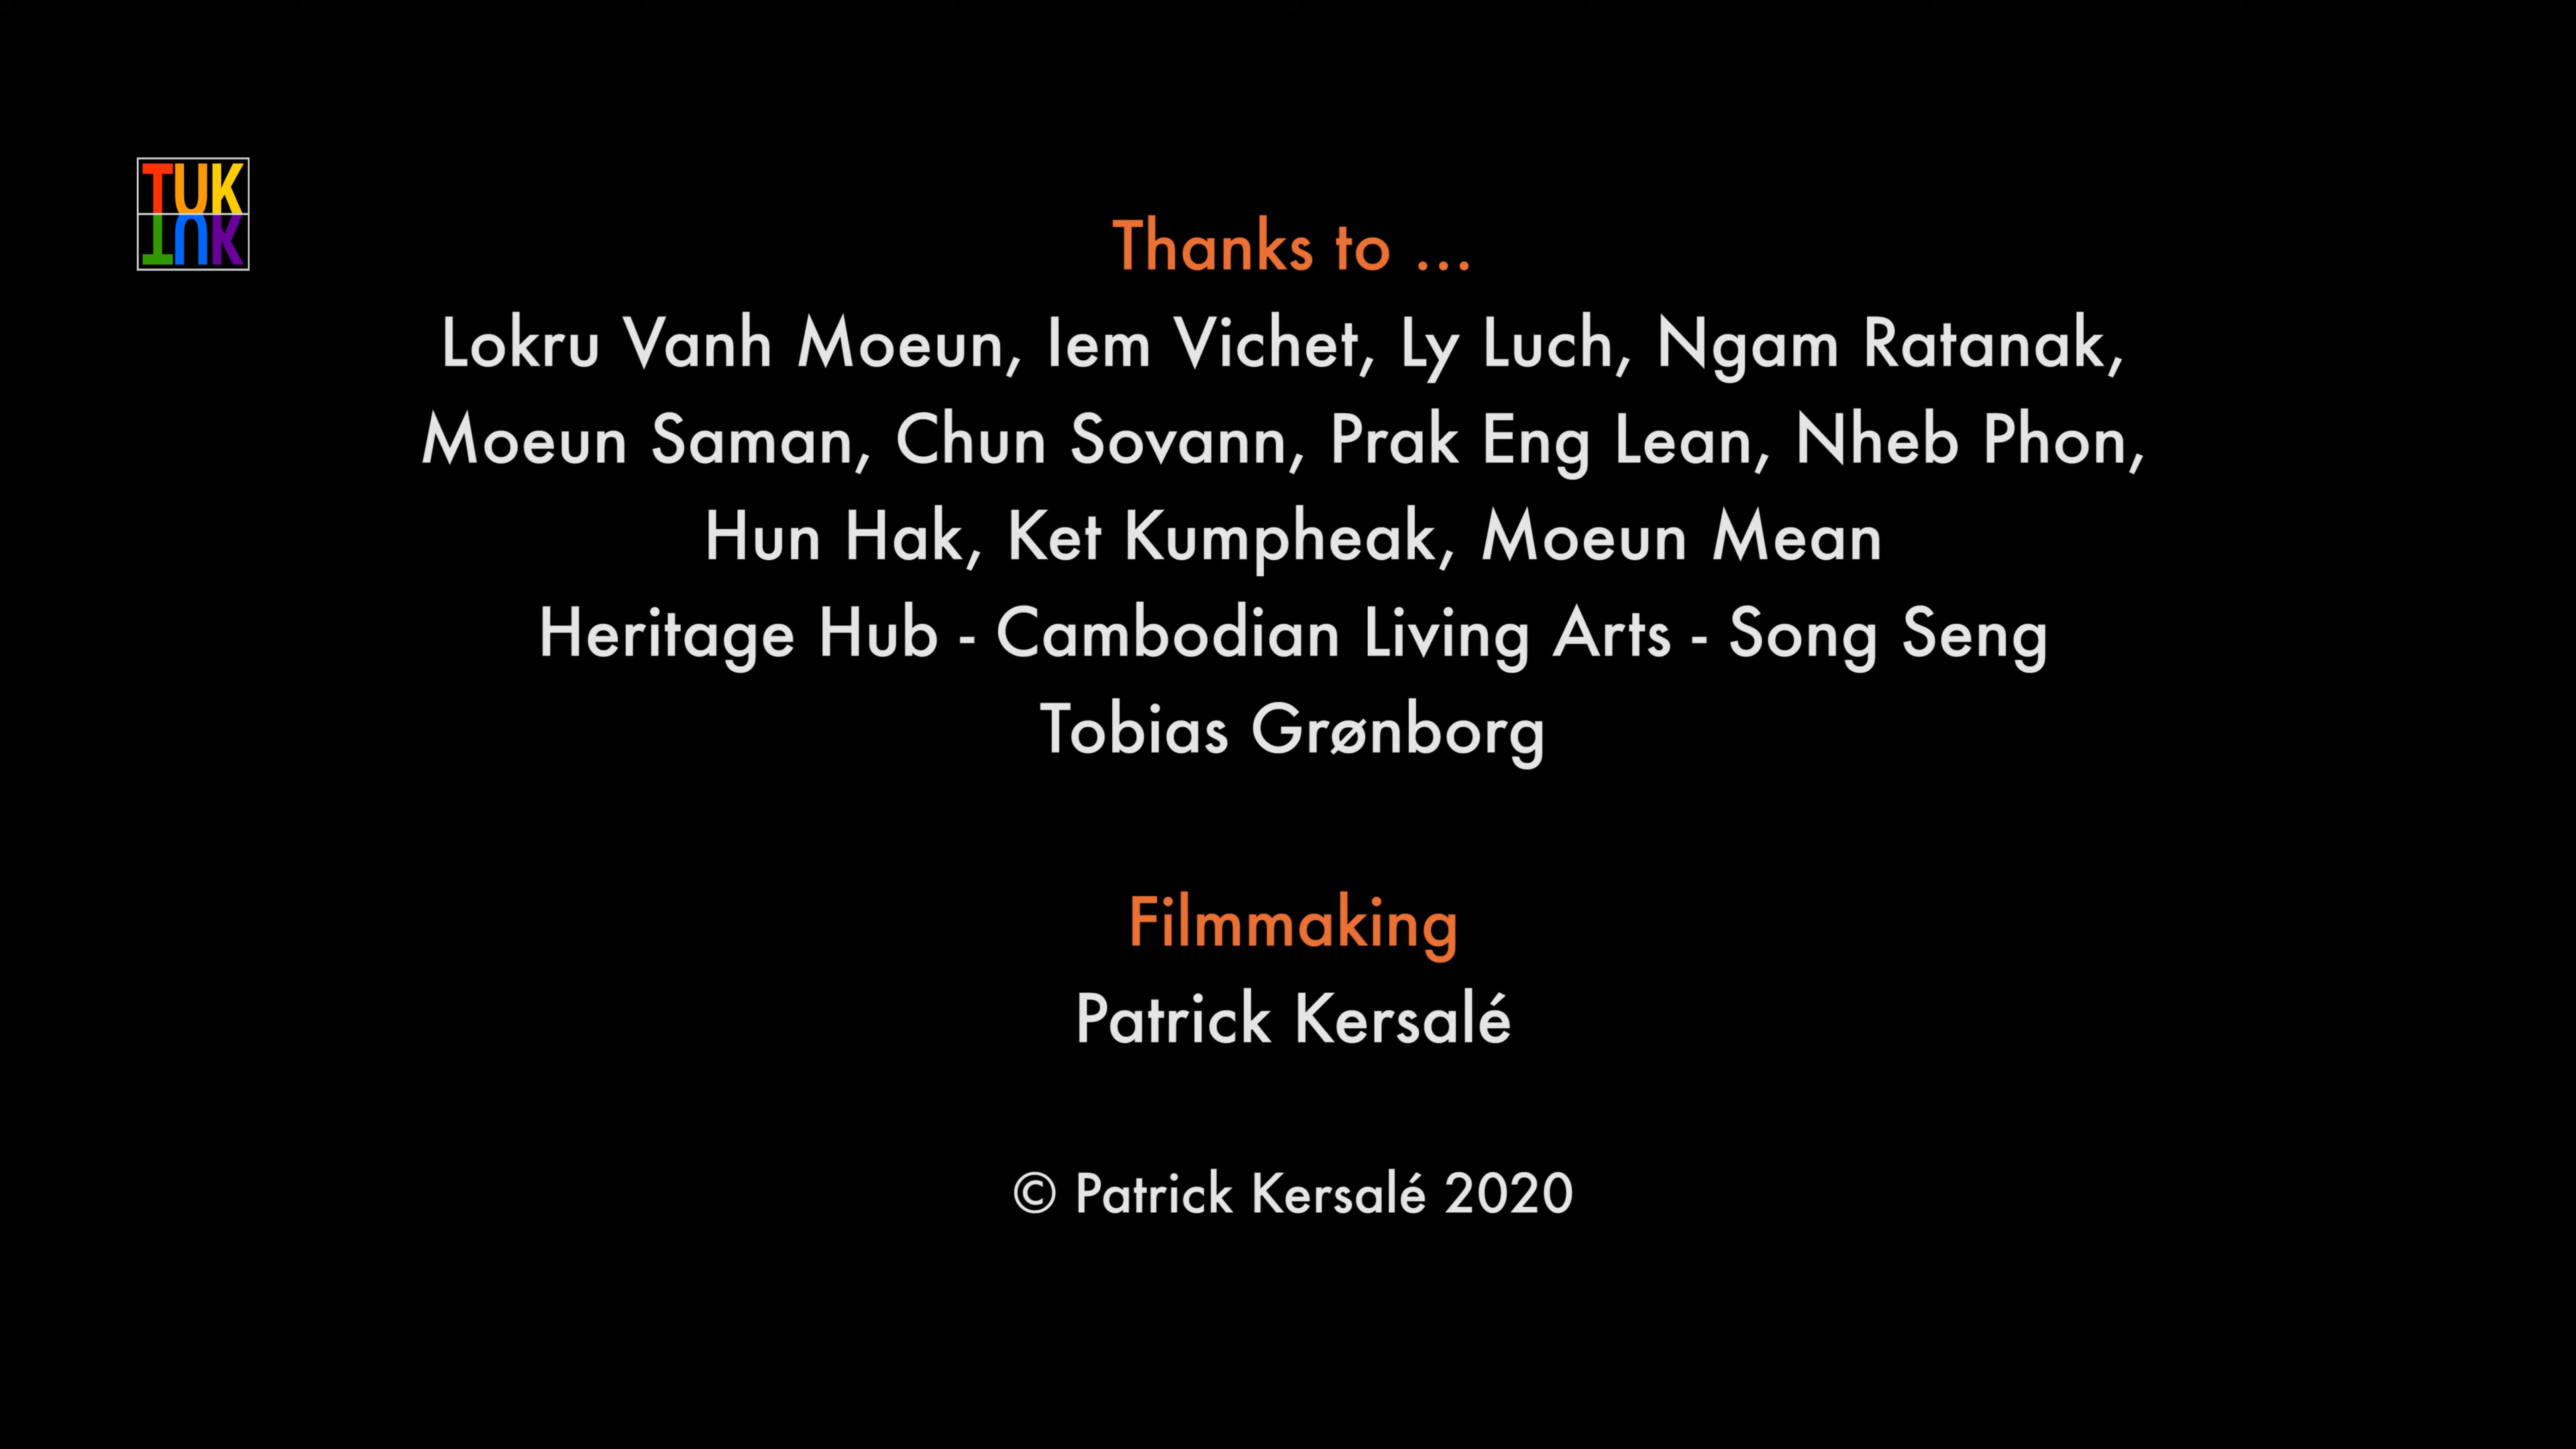 TUK
TUK
Thanks to ...
Lokru Vanh Moeun, Iem Vichet, Ly Luch, Ngam Ratanak,
Moeun Saman, Chun Sovann, Prak Eng Lean, Nheb Phon,
Hun Hak, Ket Kumpheak, Moeun Mean
Heritage Hub - Cambodian Living Arts - Song Seng
Tobias Grønborg
Filmmaking
Patrick Kersalé
© Patrick Kersalé 2020